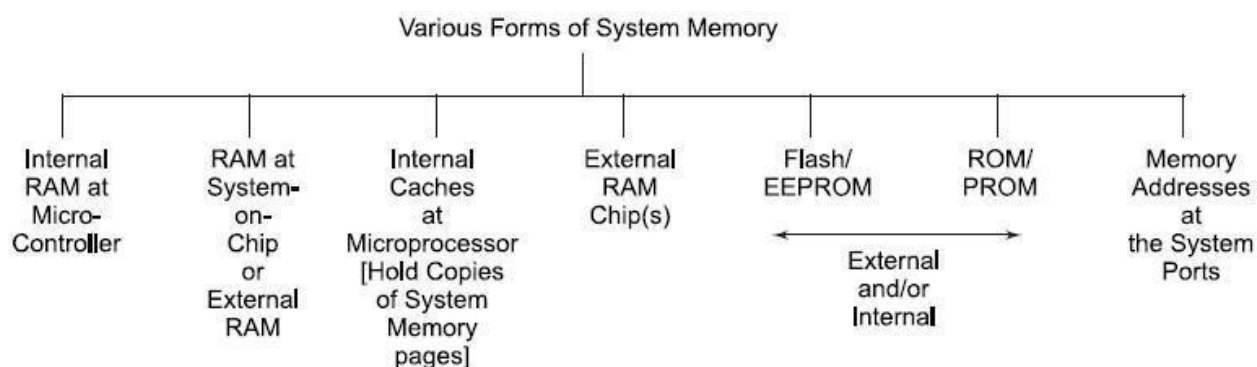 Various Forms of System Memory
Internal
RAM at
Micro-
Controller
RAM at
System-
on-
Chip
or
External
RAM
Internal
Caches
at
Microprocessor
[Hold Copies
of System
Memory
pages]
External
RAM
Chip(s)
Flash/
EEPROM
ROM/
PROM
External
and/or
Internal
Memory
Addresses
at
the System
Ports